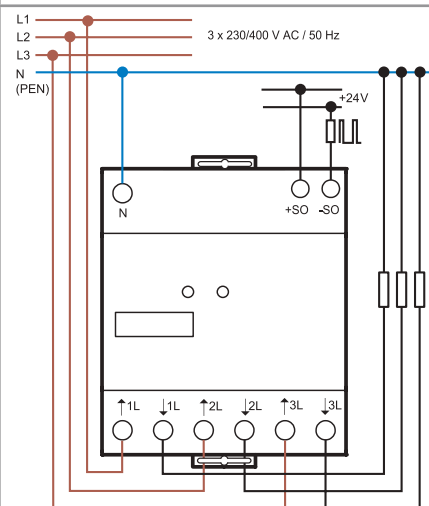 L1
L2
3 x 230/400 V AC / 50 Hz
L3
N
(PEN)
+24V
N
+SO
-SO
↑1L ↓1L ↑2L ↓2L ↑3L ↓3L